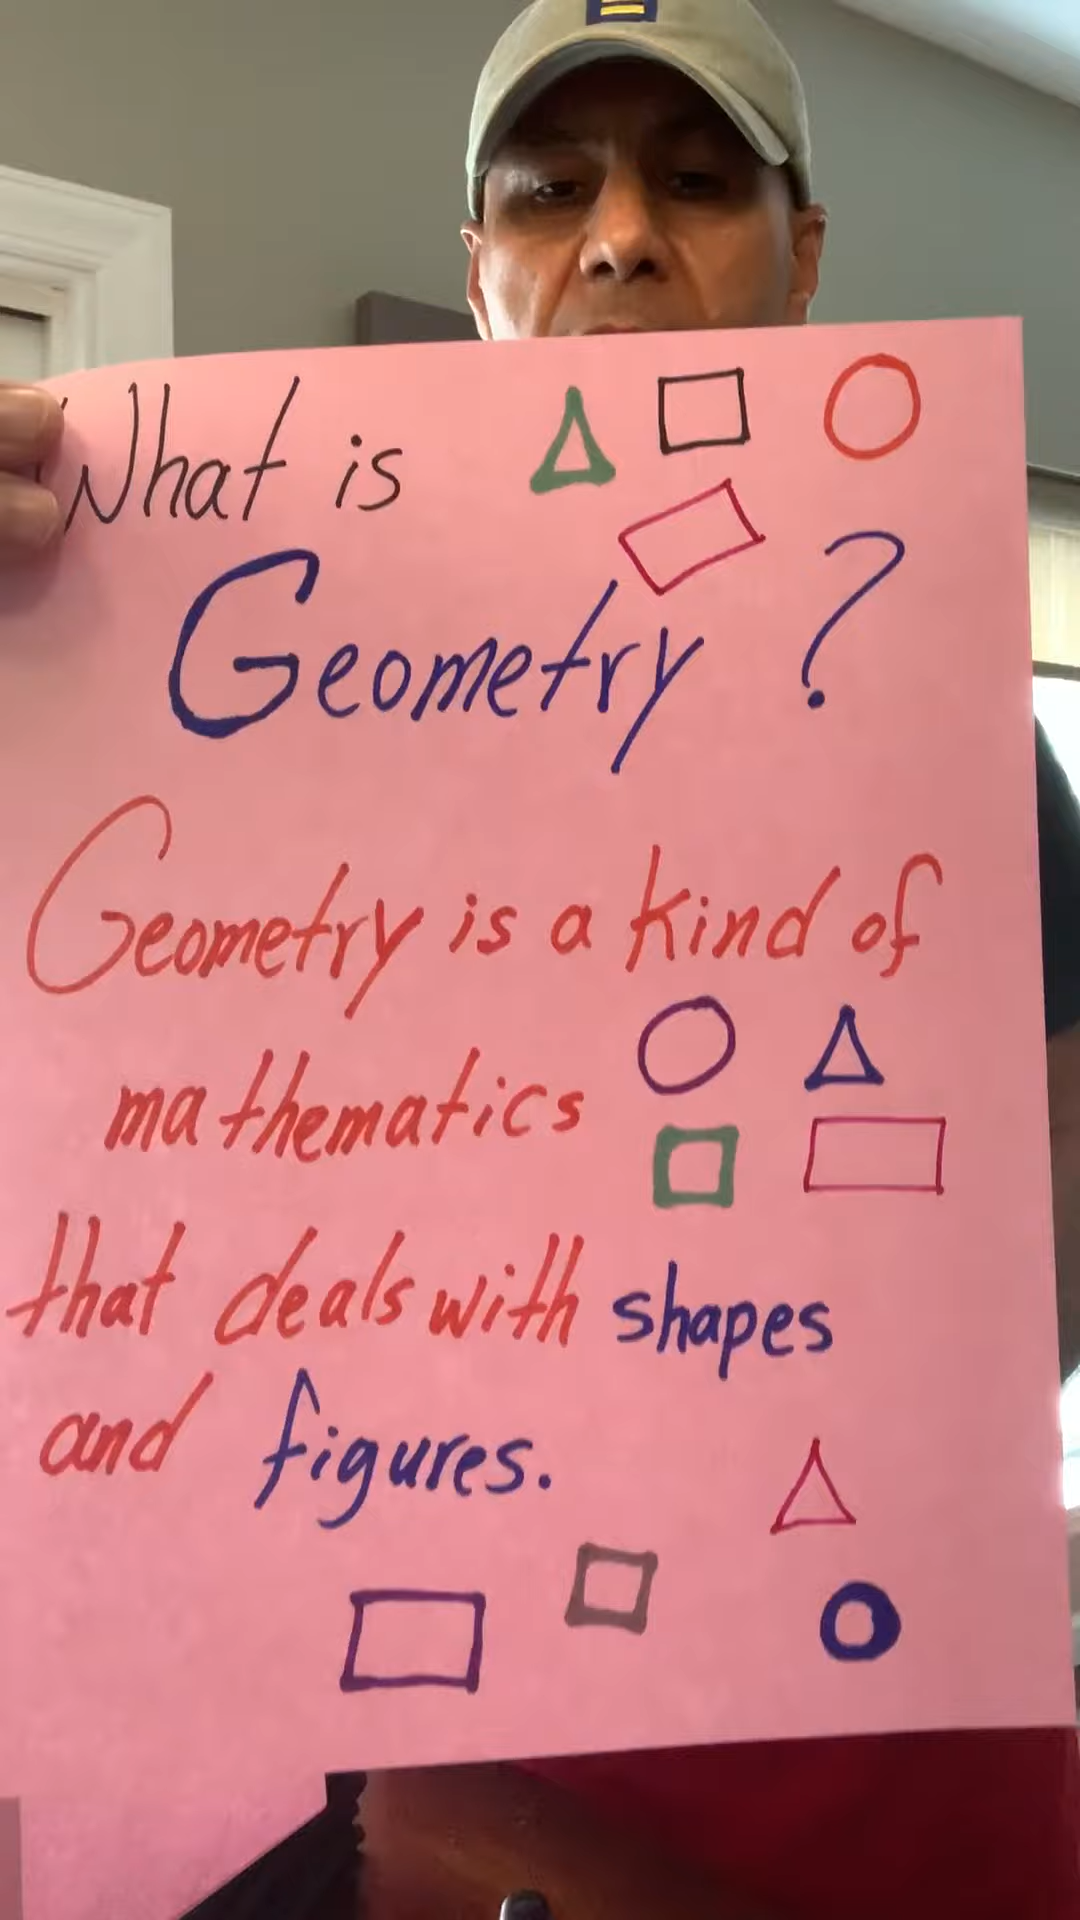 What is
Geometry ?
Geometry is a kind of
mathematics
that deals with shapes
and figures.